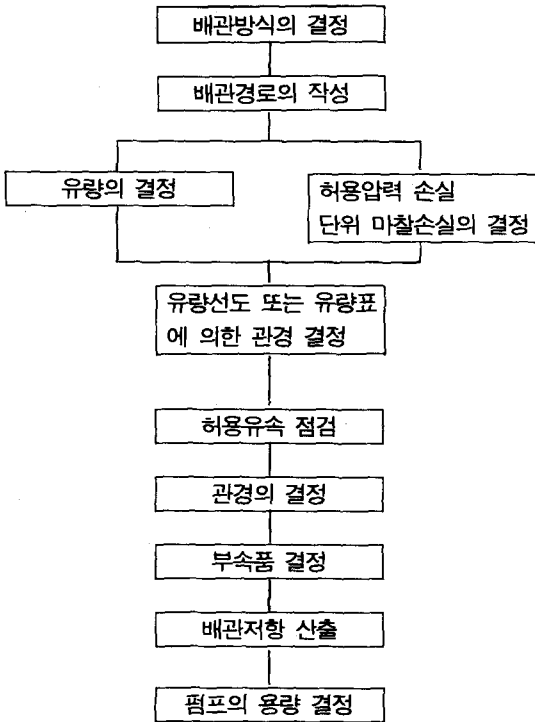 배관방식의 결정
배관경로의 작성
유량의 결정
허용압력 손실
단위 마찰손실의 결정
유량선도 또는 유량표
에 의한 관경 결정
허용유속 점검
관경의 결정
부속품 결정
배관저항 산출
펌프의 용량 결정